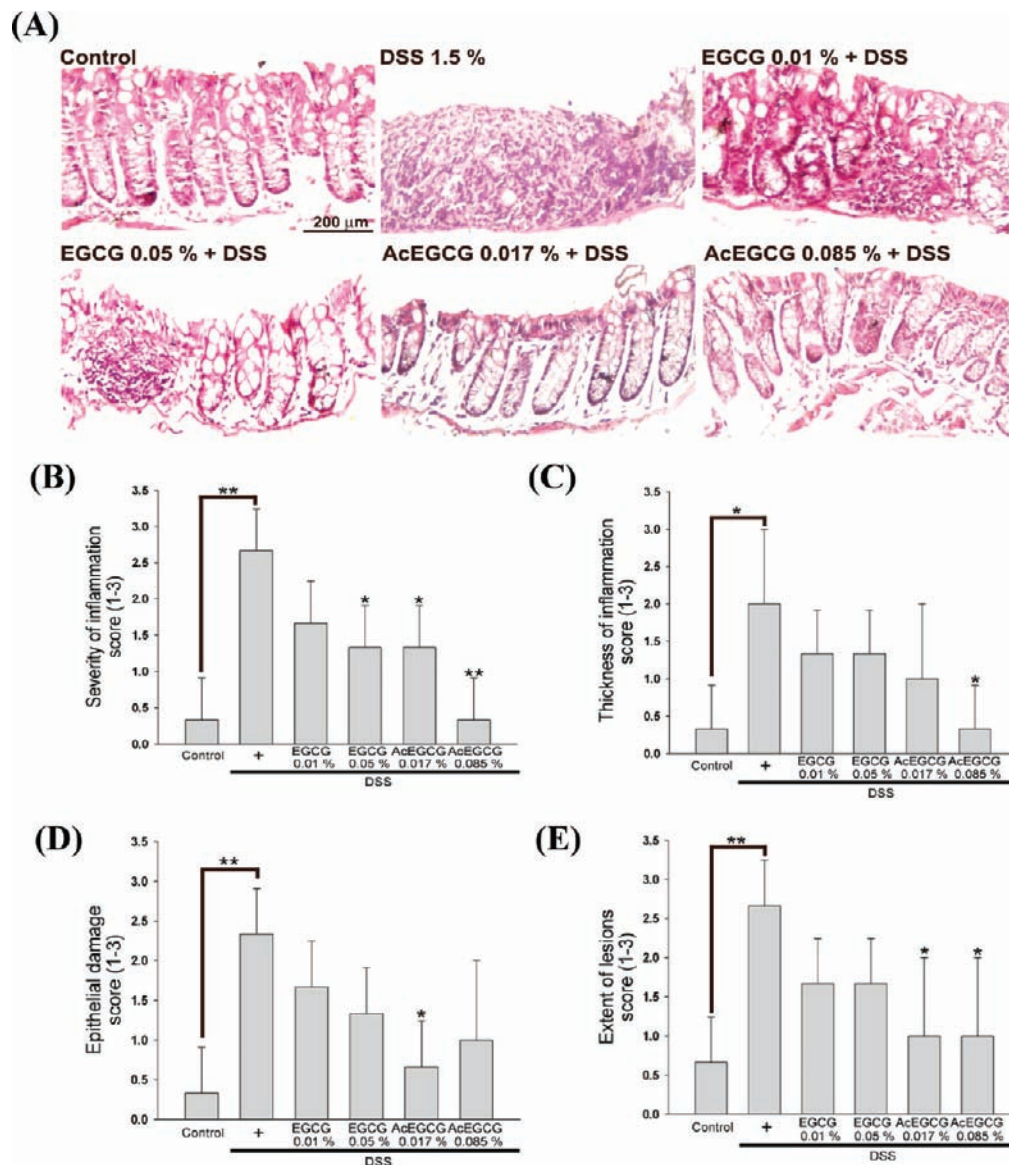 (A)
Control
DSS 1.5 %
EGCG 0.01 % + DSS
200 μm
EGCG 0.05 % + DSS
AcEGCG 0.017 % + DSS
AcEGCG 0.085 % + DSS
(B)
Severity of inflammation
score (1-3)
3.5
3.0
2.5
2.0
1.5
1.0
0.5
0.0
**
*
*
**
Control
+
EGCG
0.01 %
EGCG
0.05 %
AcEGCG
0.017 %
AcEGCG
0.085 %
DSS
(C)
Thickness of inflammation
score (1-3)
3.5
3.0
2.5
2.0
1.5
1.0
0.5
0.0
*
*
Control
+
EGCG
0.01 %
EGCG
0.05 %
AcEGCG
0.017 %
AcEGCG
0.085 %
DSS
(D)
Epithelial damage
score (1-3)
3.5
3.0
2.5
2.0
1.5
1.0
0.5
0.0
**
*
Control
+
EGCG
0.01 %
EGCG
0.05 %
AcEGCG
0.017 %
AcEGCG
0.085 %
DSS
(E)
Extent of lesions
score (1-3)
3.5
3.0
2.5
2.0
1.5
1.0
0.5
0.0
**
*
*
Control
+
EGCG
0.01 %
EGCG
0.05 %
AcEGCG
0.017 %
AcEGCG
0.085 %
DSS